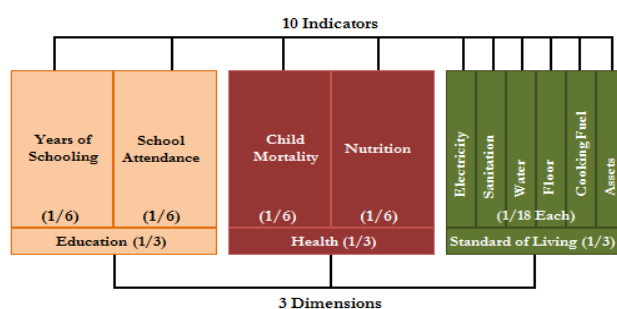 10 Indicators
Years of
Schooling
(1/6)
School
Attendance
(1/6)
Education (1/3)
Child
Mortality
(1/6)
Nutrition
(1/6)
Health (1/3)
Electricity
Sanitation
Water
Floor
Cooking Fuel
Assets
(1/18 Each)
Standard of Living (1/3)
3 Dimensions